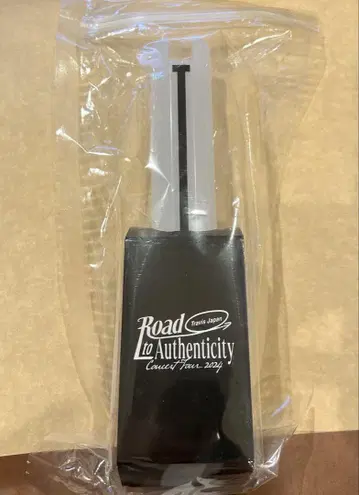 Road
Travis Japan
to Authenticity
Concert Tour 2024